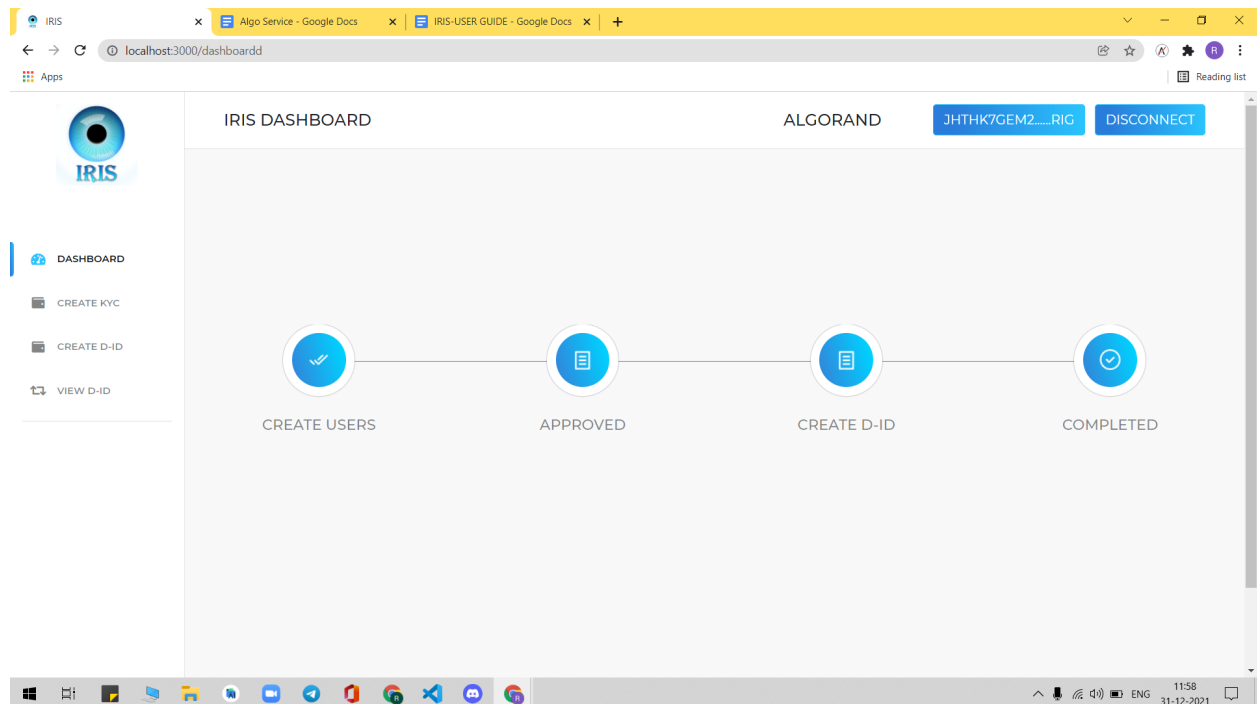 IRIS
Algo Service - Google Docs
IRIS-USER GUIDE - Google Docs
localhost:3000/dashboardd
R
Apps
Reading list
IRIS
IRIS DASHBOARD
ALGORAND
JHTHK7GEM2.....RIG
DISCONNECT
DASHBOARD
CREATE KYC
CREATE D-ID
VIEW D-ID
CREATE USERS
APPROVED
CREATE D-ID
COMPLETED
ENG
11:58
31-12-2021